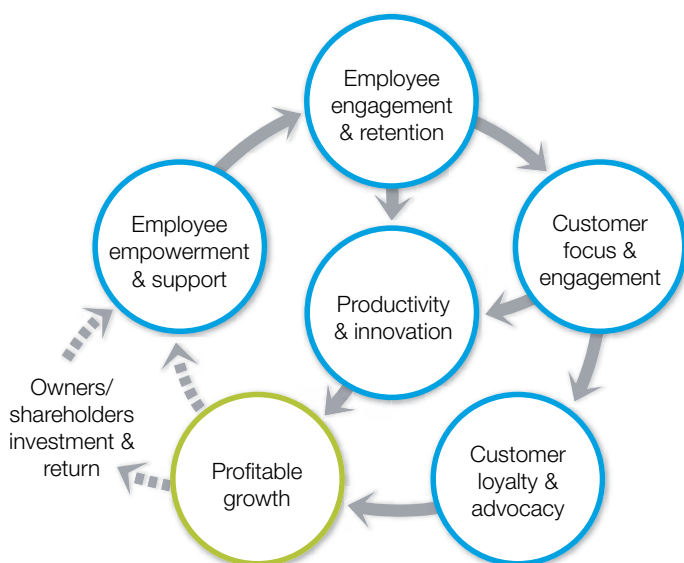 Employee
engagement
& retention
Employee
empowerment
& support
Customer
focus &
engagement
Productivity
& innovation
Owners/
shareholders
investment &
return
Profitable
growth
Customer
loyalty &
advocacy